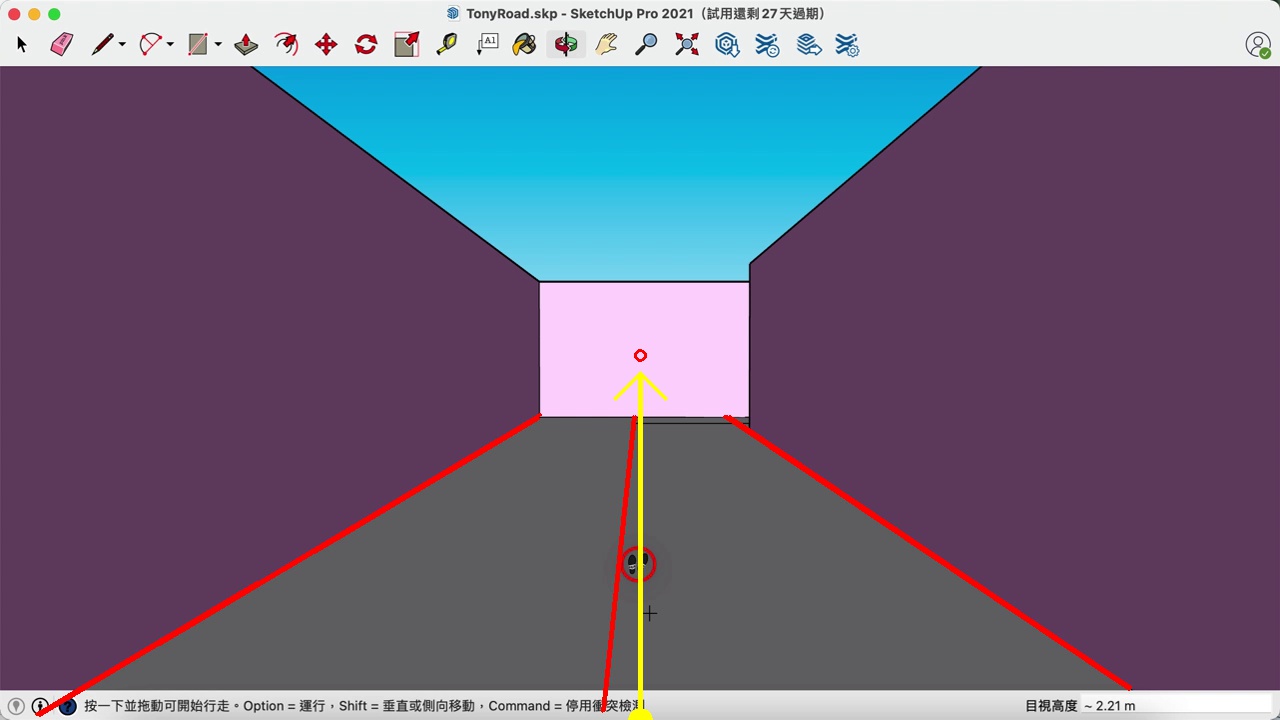 TonyRoad.skp - SketchUp Pro 2021（試用還剩 27 天過期）
A1
按一下並拖動可開始行走。Option = 運行，Shift = 垂直或側向移動，Command = 停用衝突檢測
目視高度 ~ 2.21 m